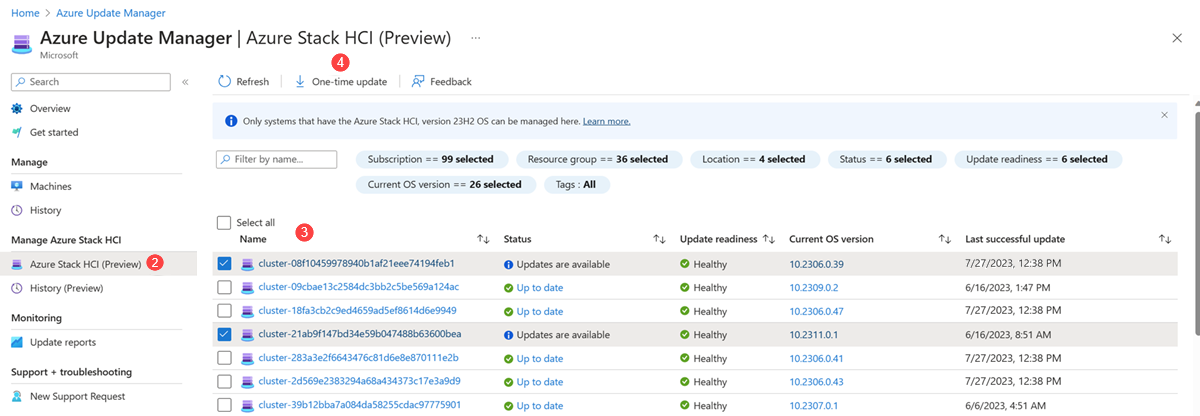 Home > Azure Update Manager
Azure Update Manager | Azure Stack HCI (Preview) ...
Microsoft
4
Search «
Refresh One-time update Feedback
Overview
Get started
Only systems that have the Azure Stack HCI, version 23H2 OS can be managed here. Learn more.
Manage
Machines
History
Manage Azure Stack HCI
Azure Stack HCI (Preview) 2
History (Preview)
Monitoring
Update reports
Support + troubleshooting
New Support Request
Filter by name... Subscription == 99 selected Resource group == 36 selected Location == 4 selected Status == 6 selected Update readiness == 6 selected
Current OS version == 26 selected Tags : All
Select all
3
Name Status Update readiness Current OS version Last successful update
cluster-08f10459978940b1af21eee74194feb1 Updates are available Healthy 10.2306.0.39 7/27/2023, 12:38 PM
cluster-09cbae13c2584dc3bb2c5be569a124ac Up to date Healthy 10.2309.0.2 6/16/2023, 1:47 PM
cluster-18fa3cb2c9ed4659ad5ef8614d6e9949 Up to date Healthy 10.2306.0.47 7/27/2023, 12:38 PM
cluster-21ab9f147bd34e59b047488b63600bea Updates are available Healthy 10.2311.0.1 6/16/2023, 8:51 AM
cluster-283a3e2f6643476c81d6e8e870111e2b Up to date Healthy 10.2306.0.41 7/27/2023, 12:38 PM
cluster-2d569e2383294a68a434373c17e3a9d9 Up to date Healthy 10.2306.0.43 7/27/2023, 12:38 PM
cluster-39b12bba7a084da58255cdac97775901 Up to date Healthy 10.2307.0.1 6/6/2023, 4:51 AM